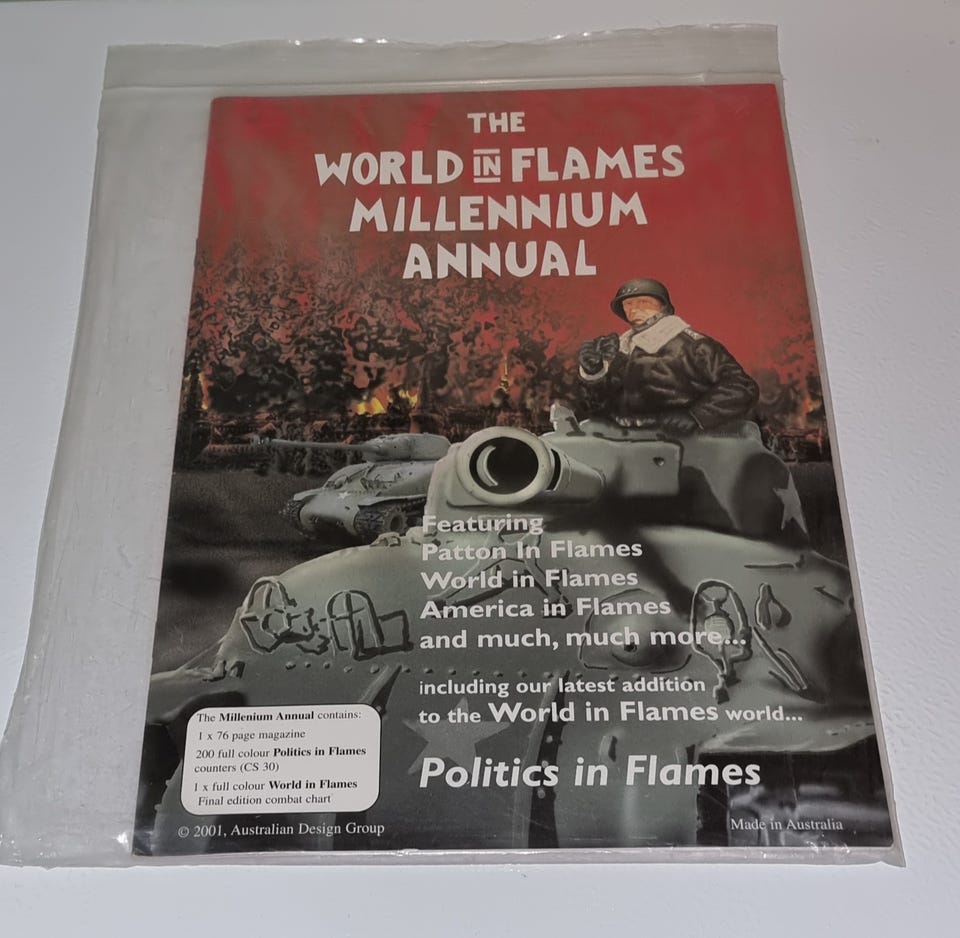 THE
WORLD IN FLAMES
MILLENNIUM
ANNUAL
Featuring
Patton In Flames
World in Flames
America in Flames
and much, much more...
including our latest addition
to the World in Flames world...
Politics in Flames
The Millenium Annual contains:
1 x 76 page magazine
200 full colour Politics in Flames
counters (CS 30)
1 x full colour World in Flames
Final edition combat chart
© 2001, Australian Design Group
Made in Australia